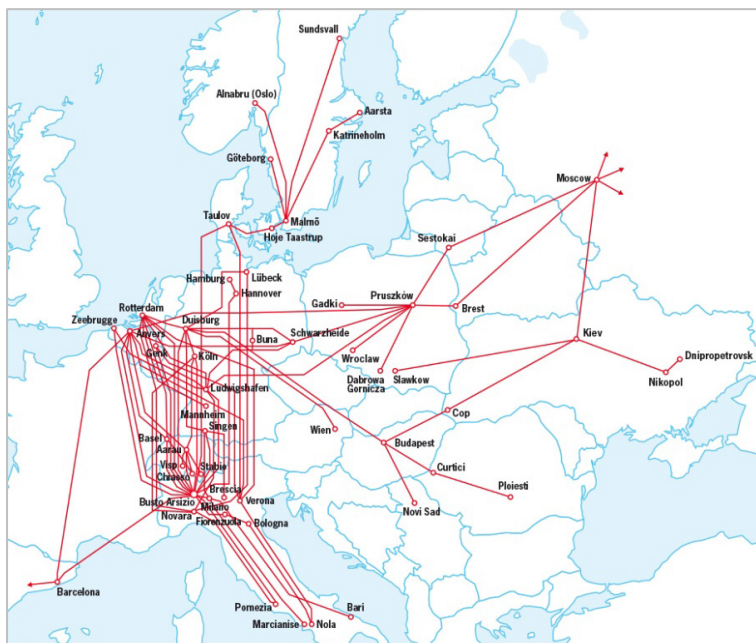 Sundsvall
Alnabru (Oslo)
Aarsta
Katrineholm
Göteborg
Moscow
Taulov
Malmö
Hoje Taastrup
Sestokai
Lübeck
Hamburg
Hannover
Gadki
Pruszków
Brest
Rotterdam
Zeebrugge
Duisburg
Anvers
Genk
Köln
Buna
Schwarzheide
Wroclaw
Kiev
Dnipropetrovsk
Nikopol
Dabrowa
Gornicza
Slawkow
Ludwigshafen
Mannheim
Cop
Singen
Wien
Basel
Aarau
Budapest
Visp
Stabio
Chiasso
Curtici
Ploiesti
Brescia
Busto Arsizio
Milano
Verona
Novi Sad
Novara
Fiorenzuola
Bologna
Barcelona
Pomezia
Bari
Marcianise
Nola